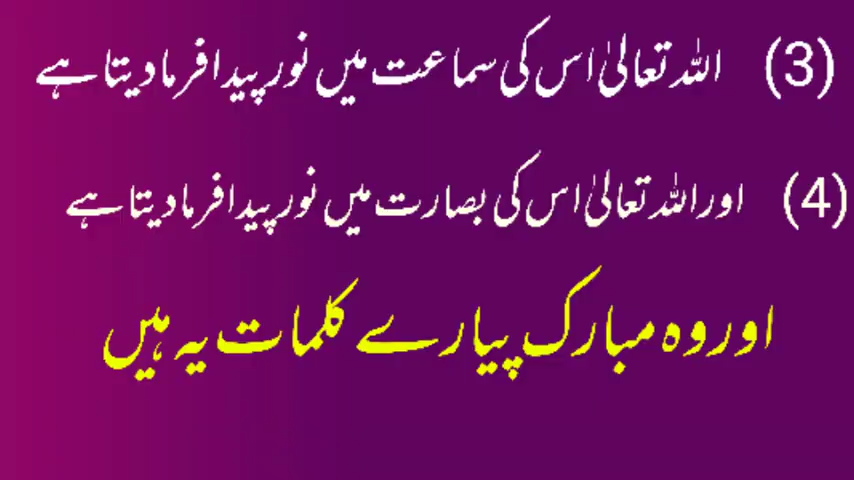 (3) اللہ تعالیٰ اس کی سماعت میں نور پیدا فرما دیتا ہے
(4) اور اللہ تعالیٰ اس کی بصارت میں نور پیدا فرما دیتا ہے
اور وہ مبارک پیارے کلمات یہ ہیں